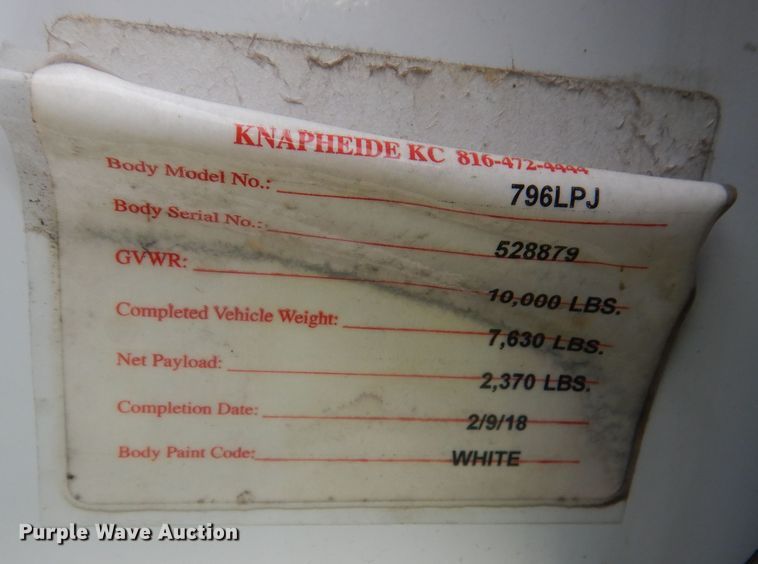 KNAPHEIDE KC 816-472-4444
Body Model No.: 796LPJ
Body Serial No.: 528879
GVWR: 10,000 LBS.
Completed Vehicle Weight: 7,630 LBS.
Net Payload: 2,370 LBS.
Completion Date: 2/9/18
Body Paint Code: WHITE
Purple Wave Auction